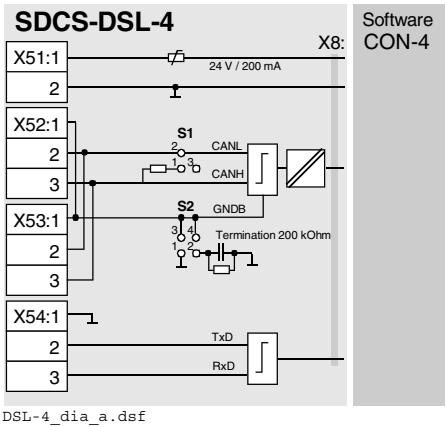 SDCS-DSL-4
Software
CON-4
X8:
X51:1
24 V / 200 mA
2
X52:1
S1
2
CANL
2
1 3
3
CANH
X53:1
S2
GNDB
3 4
Termination 200 kOhm
1 2
2
3
X54:1
TxD
2
RxD
3
DSL-4_dia_a.dsf